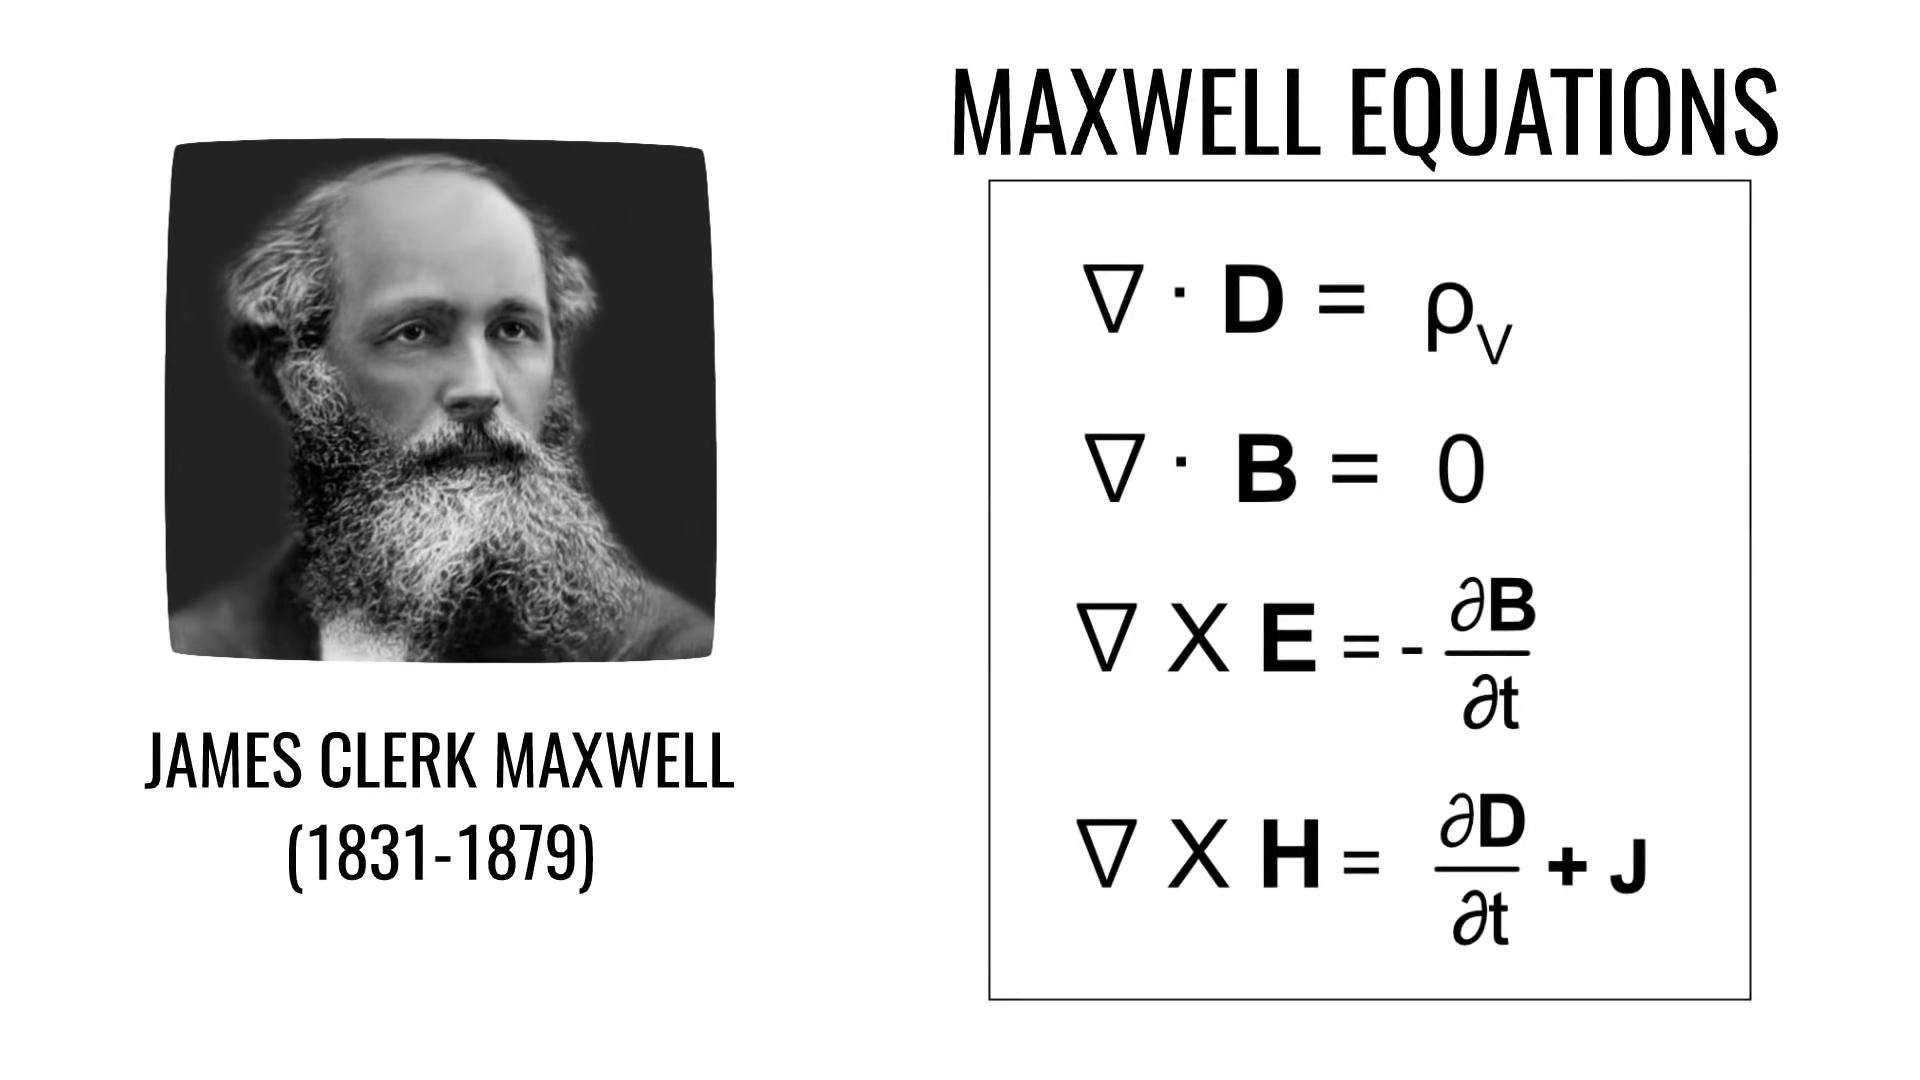 MAXWELL EQUATIONS
∇ · D = ρV
∇ · B = 0
∇ X E = - ∂B/∂t
∇ X H = ∂D/∂t + J
JAMES CLERK MAXWELL
(1831-1879)